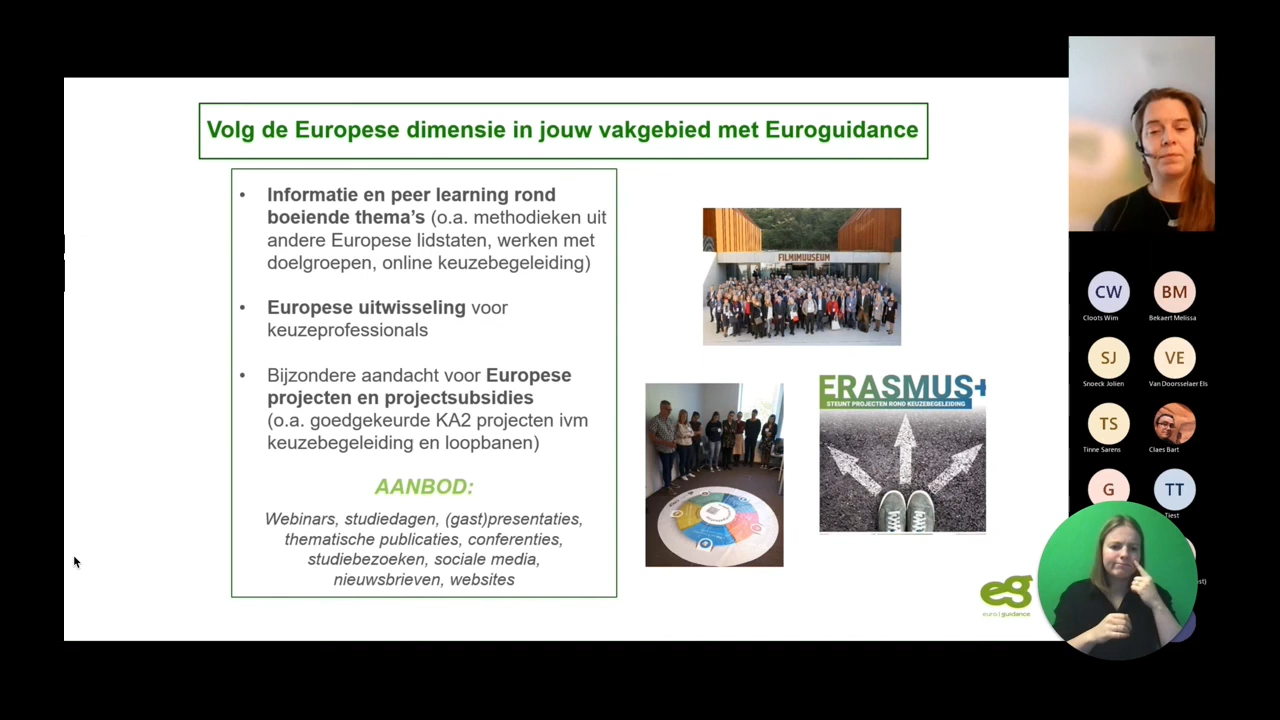 Volg de Europese dimensie in jouw vakgebied met Euroguidance
• Informatie en peer learning rond
boeiende thema’s (o.a. methodieken uit
andere Europese lidstaten, werken met
doelgroepen, online keuzebegeleiding)
• Europese uitwisseling voor
keuzeprofessionals
• Bijzondere aandacht voor Europese
projecten en projectsubsidies
(o.a. goedgekeurde KA2 projecten ivm
keuzebegeleiding en loopbanen)
AANBOD:
Webinars, studiedagen, (gast)presentaties,
thematische publicaties, conferenties,
studiebezoeken, sociale media,
nieuwsbrieven, websites
FILMIMUUSEUM
ERASMUS+
STEUNT PROJECTEN ROND KEUZEBEGELEIDING
eg
euro|guidance
CW
BM
Cloots Wim
Bekaert Melissa
SJ
VE
Snoeck Jolien
Van Doorsselaer Els
TS
Tinne Sarens
Claes Bart
G
TT
Tiest